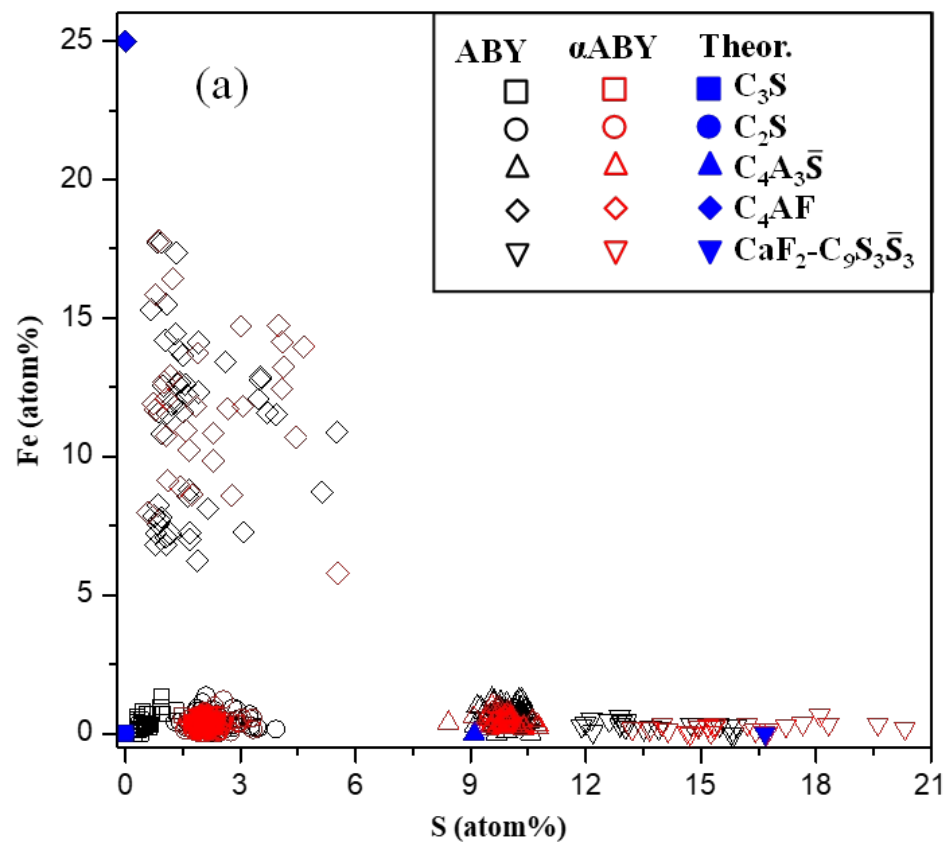 25
20
15
10
5
0
Fe (atom%)
(a)
ABY αABY Theor.
C₃S
C₂S
C₄A₃S̄
C₄AF
CaF₂-C₉S₃S̄₃
0 3 6 9 12 15 18 21
S (atom%)